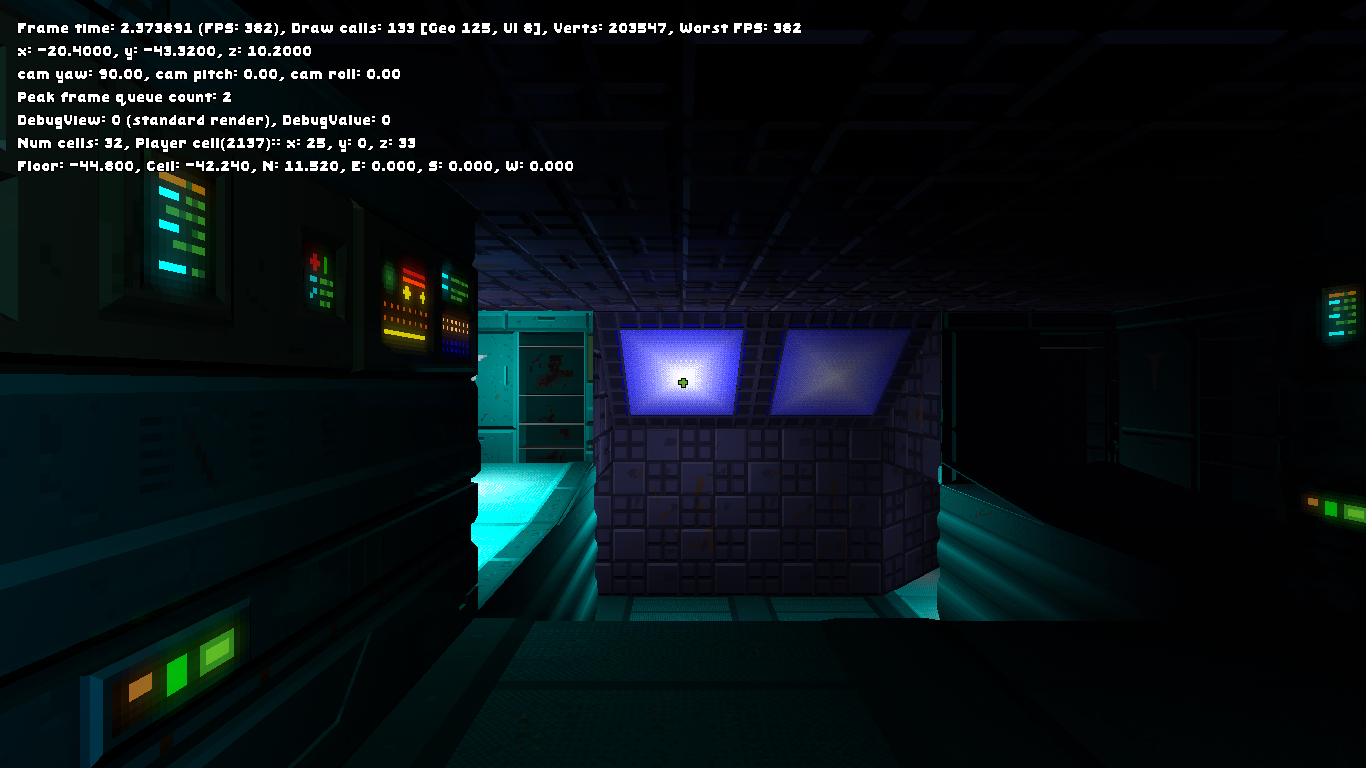 Frame time: 2.373891 (FPS: 382), Draw calls: 133 [Geo 125, UI 8], Verts: 203547, Worst FPS: 382
x: -20.4000, y: -43.3200, z: 10.2000
cam yaw: 90.00, cam pitch: 0.00, cam roll: 0.00
Peak frame queue count: 2
DebugView: 0 (standard render), DebugValue: 0
Num cells: 32, Player cell(2137):: x: 25, y: 0, z: 33
Floor: -44.800, Ceil: -42.240, N: 11.520, E: 0.000, S: 0.000, W: 0.000